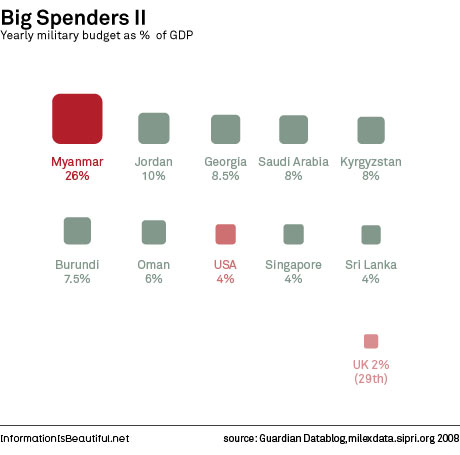 Big Spenders II
Yearly military budget as % of GDP
Myanmar Jordan Georgia Saudi Arabia Kyrgyzstan
26% 10% 8.5% 8% 8%
Burundi Oman USA Singapore Sri Lanka
7.5% 6% 4% 4% 4%
UK 2%
(29th)
InformationIsBeautiful.net source: Guardian Datablog,milexdata.sipri.org 2008